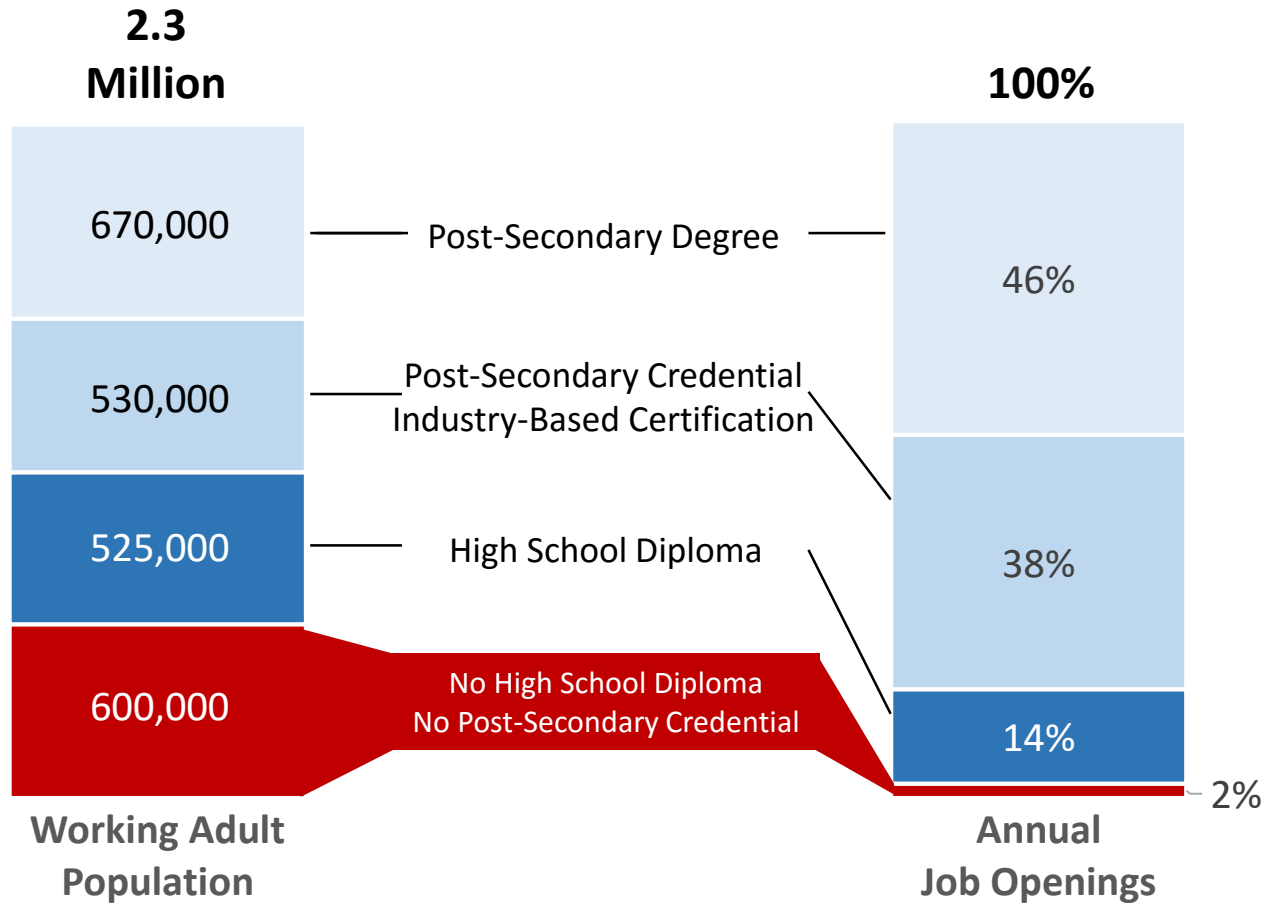 2.3
Million
100%
670,000
Post-Secondary Degree
46%
530,000
Post-Secondary Credential
Industry-Based Certification
38%
525,000
High School Diploma
14%
600,000
No High School Diploma
No Post-Secondary Credential
2%
Working Adult
Population
Annual
Job Openings